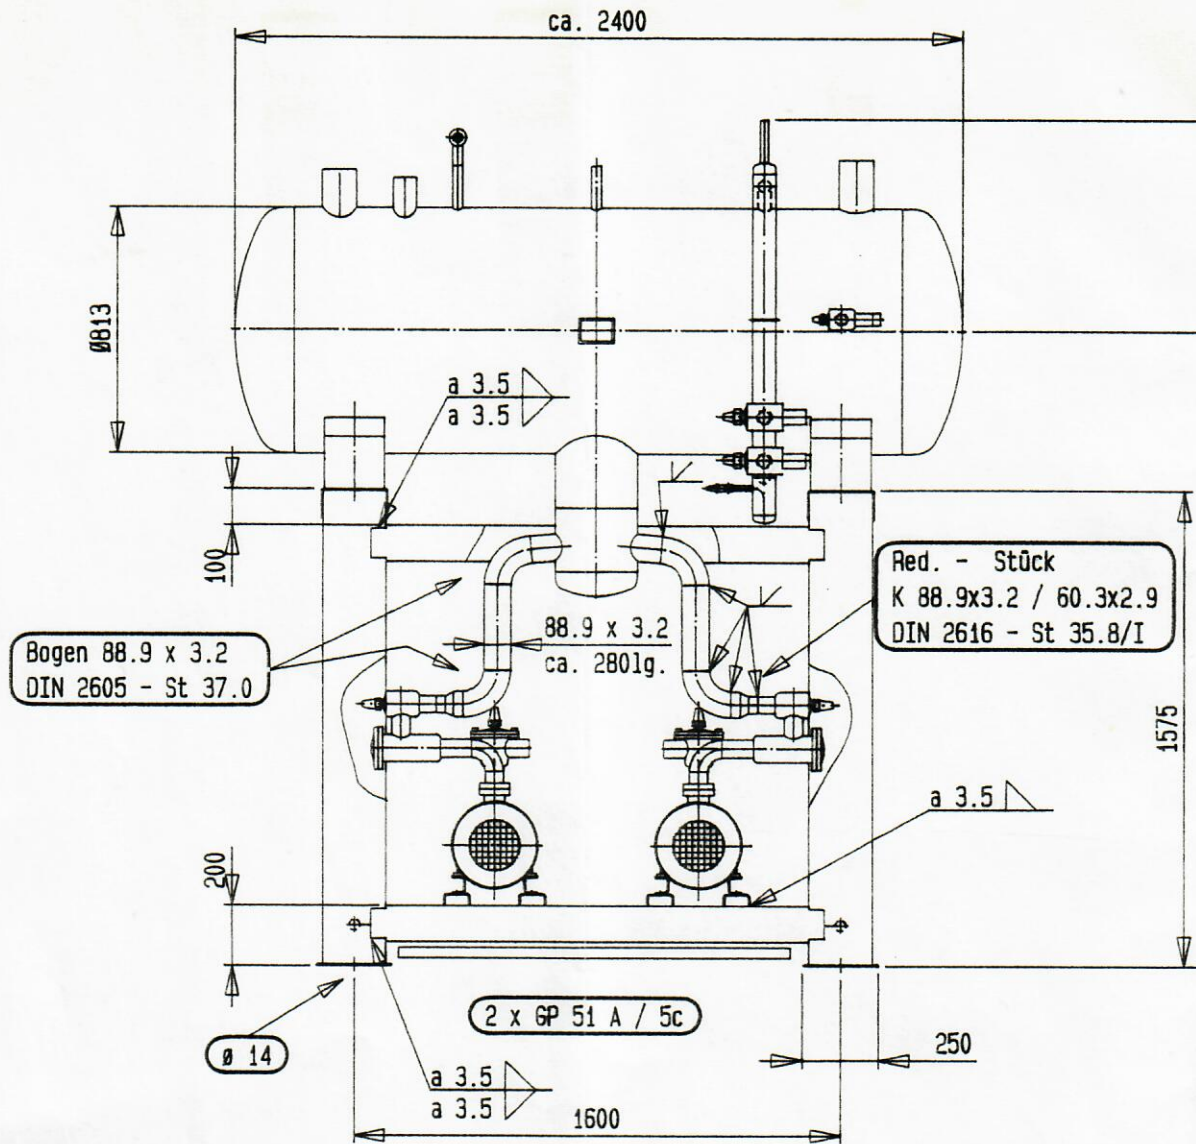 ca. 2400
Ø813
a 3.5
a 3.5
100
Red. - Stück
K 88.9x3.2 / 60.3x2.9
DIN 2616 - St 35.8/I
88.9 x 3.2
ca. 280lg.
Bogen 88.9 x 3.2
DIN 2605 - St 37.0
1575
a 3.5
200
2 x GP 51 A / 5c
ø 14
250
a 3.5
a 3.5
1600